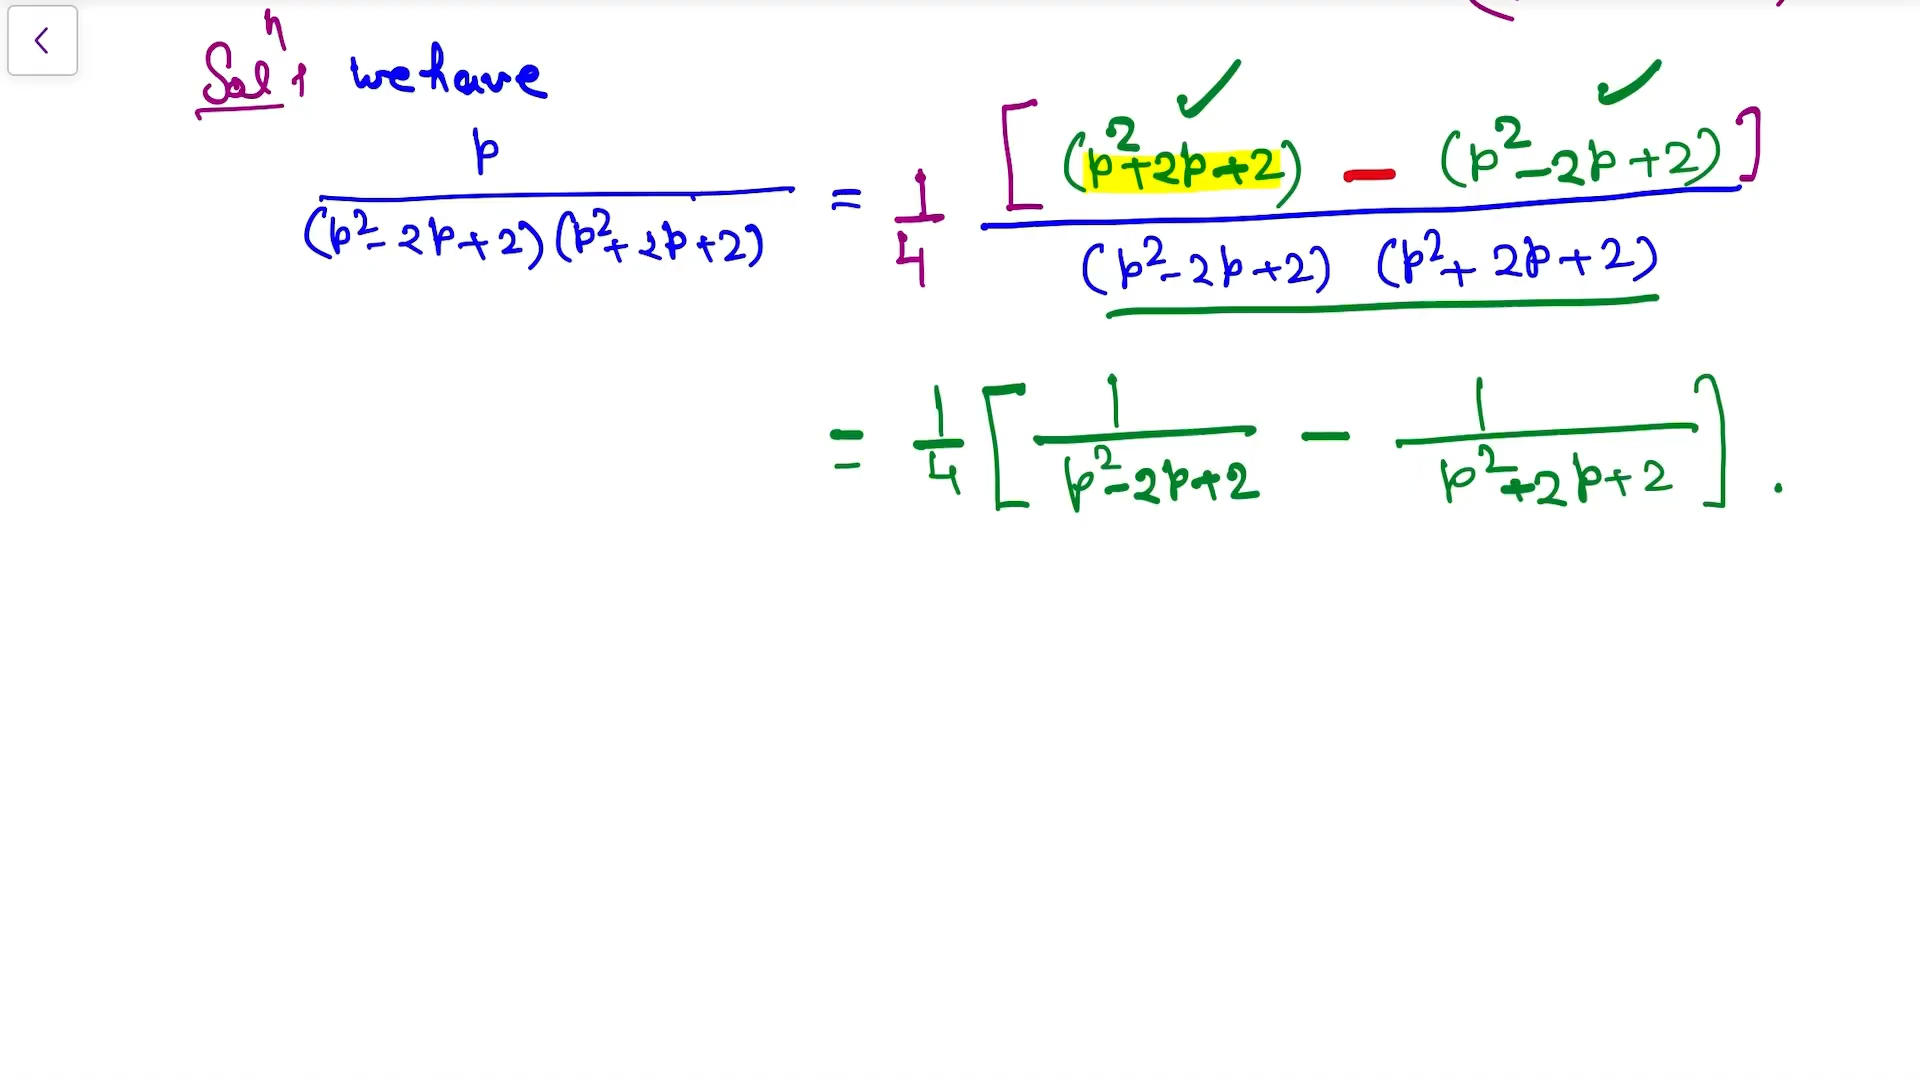 Solⁿ: we have
p / (p²-2p+2)(p²+2p+2) = 1/4 [(p²+2p+2) - (p²-2p+2)] / (p²-2p+2) (p²+2p+2)
= 1/4 [1/p²-2p+2 - 1/p²+2p+2].